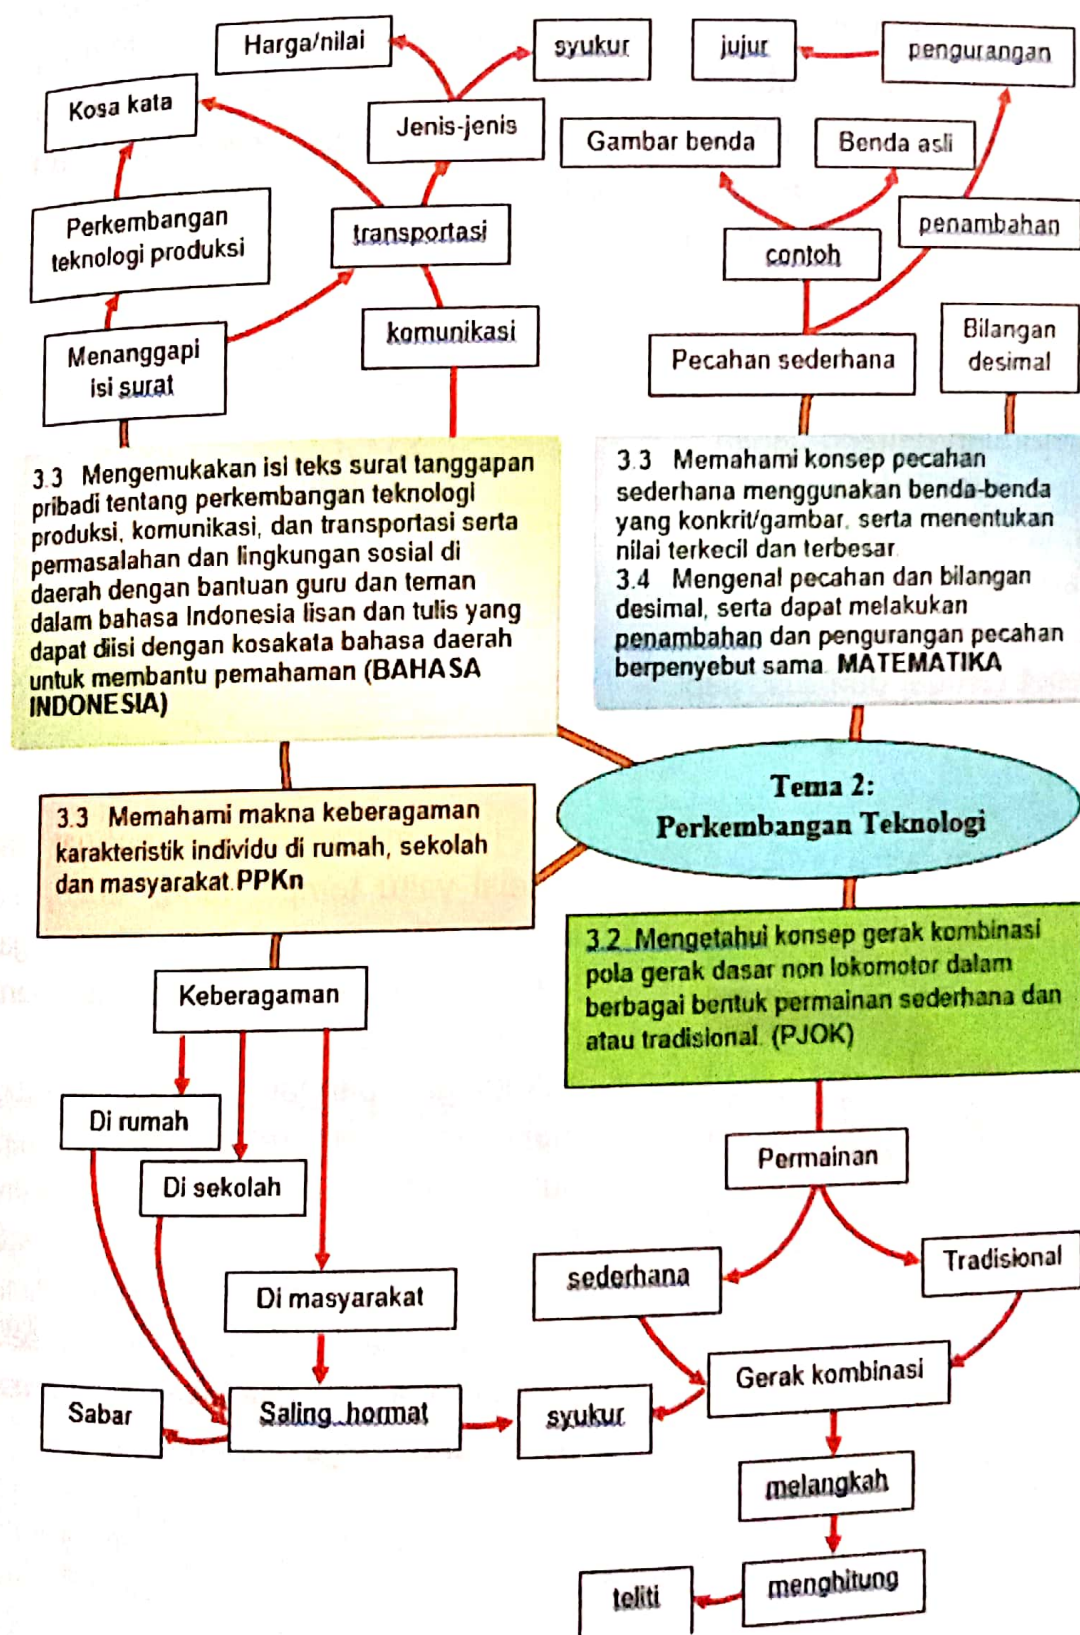 Harga/nilai
syukur
jujur
pengurangan
Kosa kata
Jenis-jenis
Gambar benda
Benda asli
Perkembangan
teknologi produksi
transportasi
contoh
penambahan
Menanggapi
isi surat
komunikasi
Pecahan sederhana
Bilangan
desimal
3.3 Mengemukakan isi teks surat tanggapan
pribadi tentang perkembangan teknologi
produksi, komunikasi, dan transportasi serta
permasalahan dan lingkungan sosial di
daerah dengan bantuan guru dan teman
dalam bahasa Indonesia lisan dan tulis yang
dapat diisi dengan kosakata bahasa daerah
untuk membantu pemahaman (BAHASA
INDONESIA)
3.3 Memahami konsep pecahan
sederhana menggunakan benda-benda
yang konkrit/gambar, serta menentukan
nilai terkecil dan terbesar.
3.4 Mengenal pecahan dan bilangan
desimal, serta dapat melakukan
penambahan dan pengurangan pecahan
berpenyebut sama. MATEMATIKA
Tema 2:
Perkembangan Teknologi
3.3 Memahami makna keberagaman
karakteristik individu di rumah, sekolah
dan masyarakat.PPKn
3.2 Mengetahui konsep gerak kombinasi
pola gerak dasar non lokomotor dalam
berbagai bentuk permainan sederhana dan
atau tradisional. (PJOK)
Keberagaman
Di rumah
Di sekolah
Di masyarakat
Permainan
sederhana
Tradisional
Gerak kombinasi
Sabar
Saling hormat
syukur
melangkah
menghitung
teliti